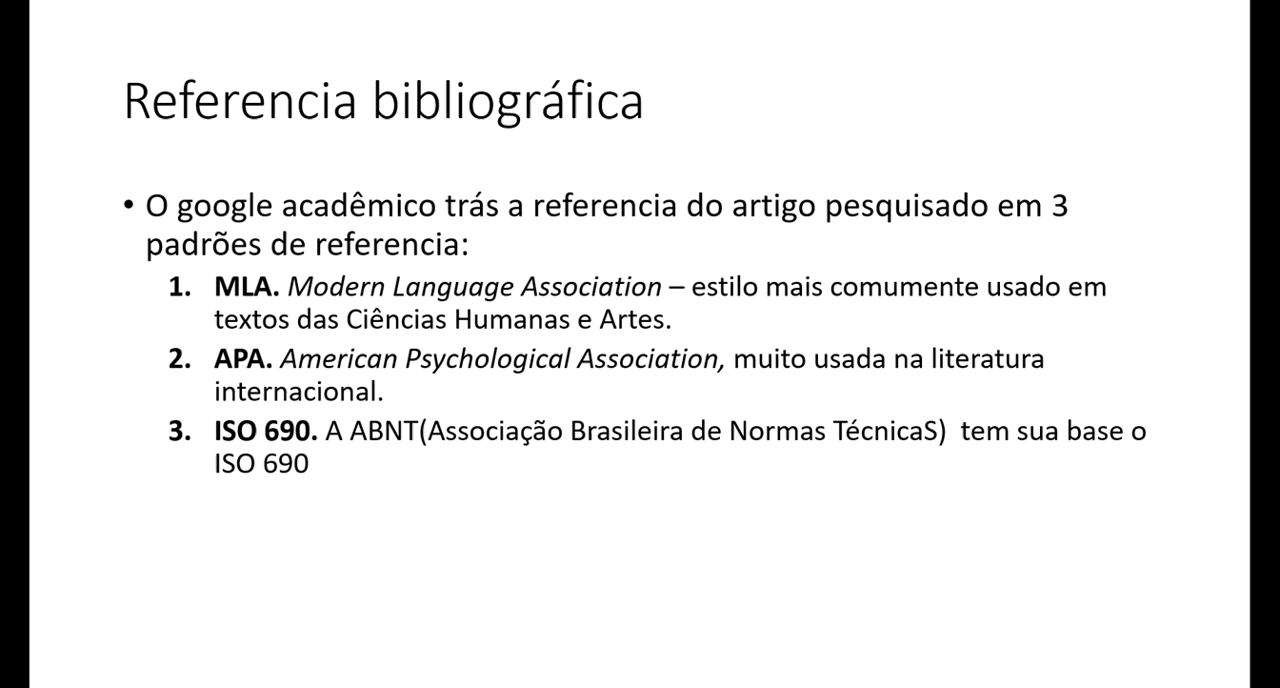 Referencia bibliográfica
• O google acadêmico trás a referencia do artigo pesquisado em 3
padrões de referencia:
1. MLA. Modern Language Association – estilo mais comumente usado em
textos das Ciências Humanas e Artes.
2. APA. American Psychological Association, muito usada na literatura
internacional.
3. ISO 690. A ABNT(Associação Brasileira de Normas TécnicaS)  tem sua base o
ISO 690